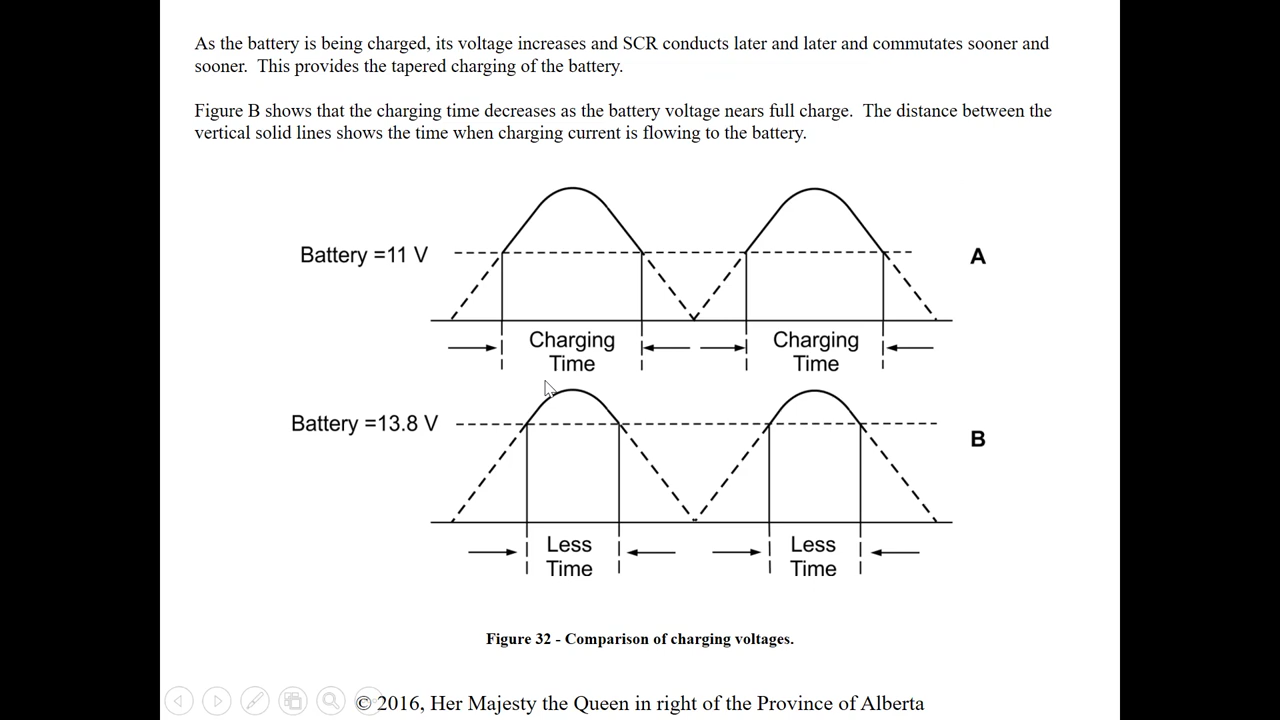 As the battery is being charged, its voltage increases and SCR conducts later and later and commutates sooner and
sooner.  This provides the tapered charging of the battery.
Figure B shows that the charging time decreases as the battery voltage nears full charge.  The distance between the
vertical solid lines shows the time when charging current is flowing to the battery.
Battery =11 V
A
Charging
Time
Charging
Time
Battery =13.8 V
B
Less
Time
Less
Time
Figure 32 - Comparison of charging voltages.
© 2016, Her Majesty the Queen in right of the Province of Alberta